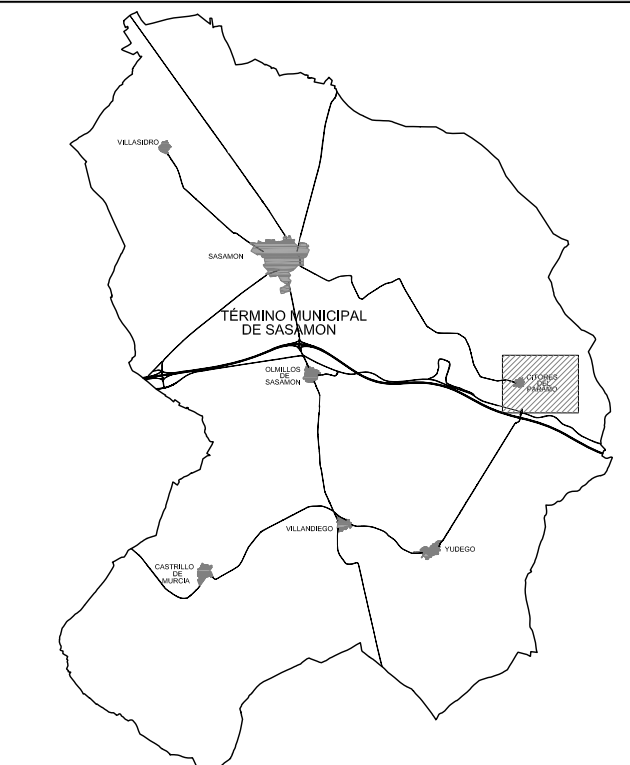 VILLASIDRO
SASAMON
TÉRMINO MUNICIPAL
DE SASAMON
OLMILLOS
DE
SASAMON
CITORES
DEL
PARAMO
VILLANDIEGO
YUDEGO
CASTRILLO
DE
MURCIA